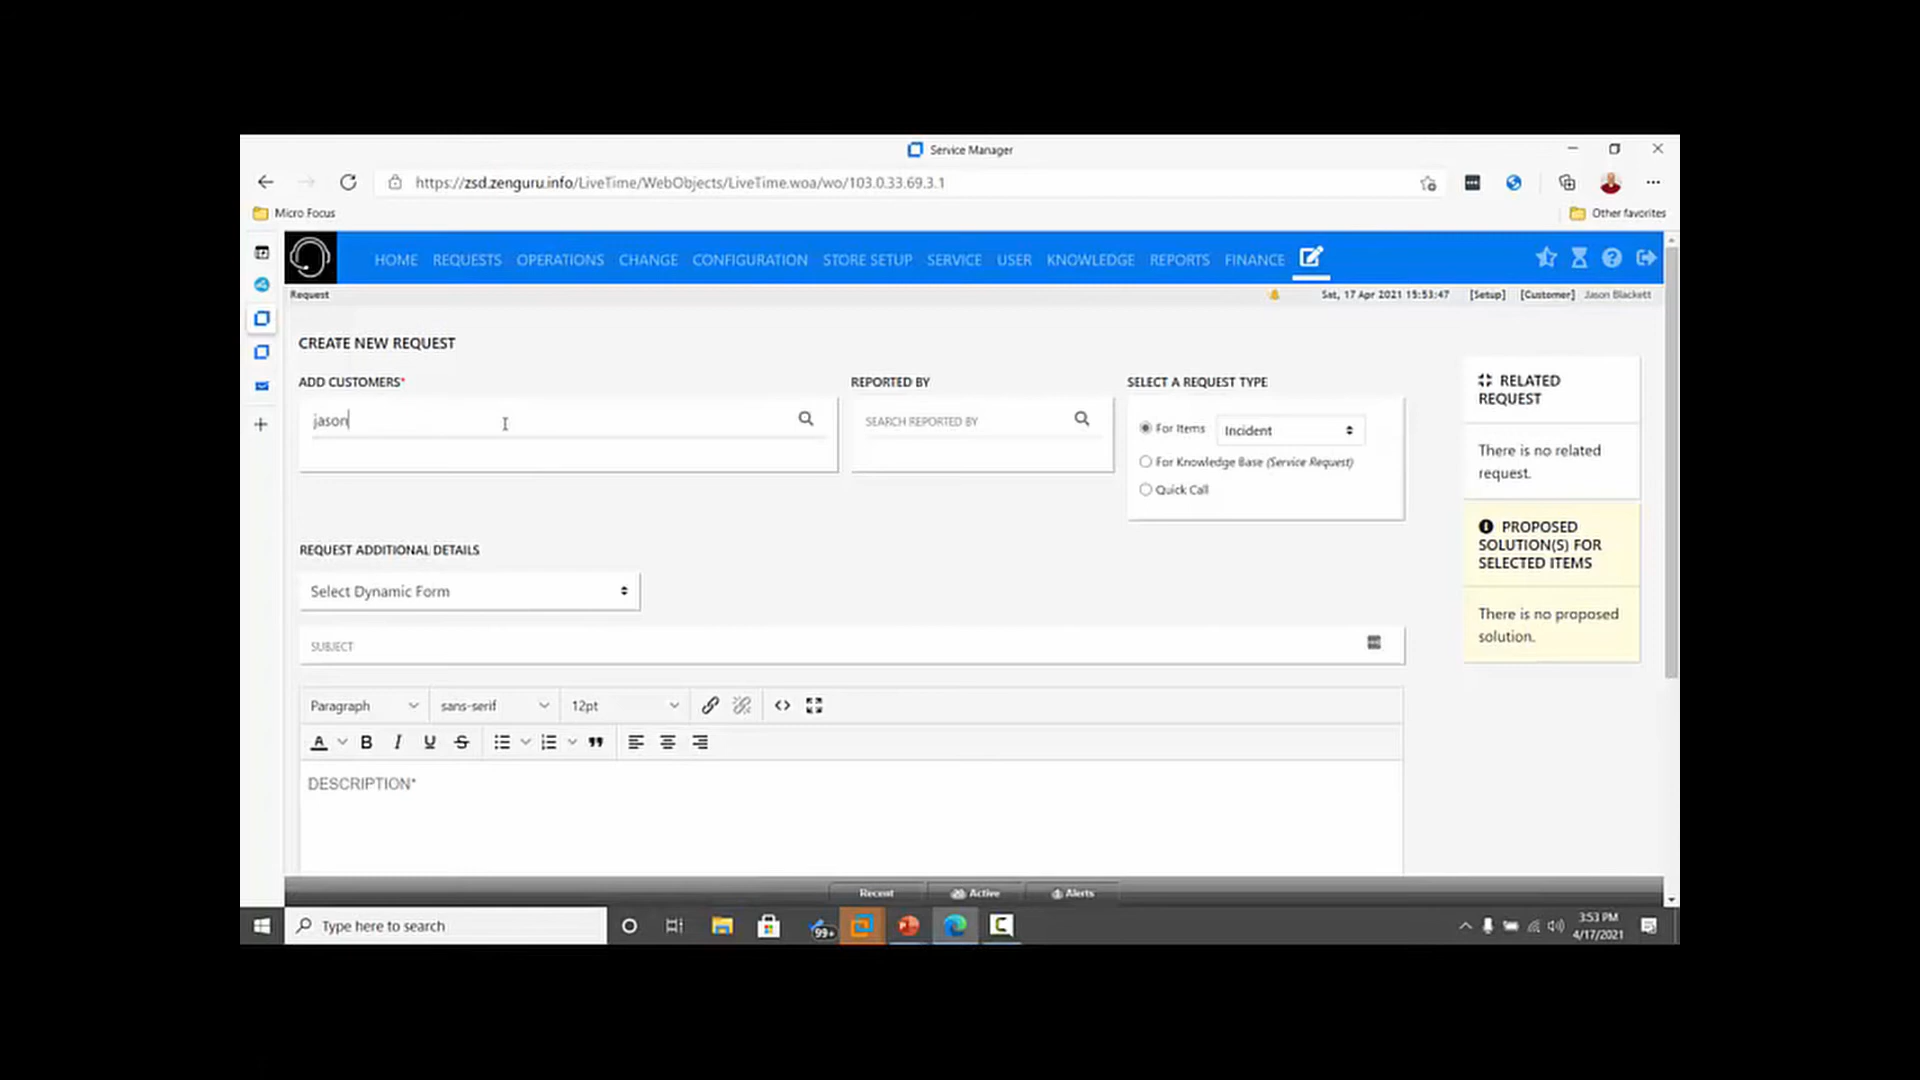 Service Manager
https://zsd.zenguru.info/LiveTime/WebObjects/LiveTime.woa/wo/103.0.33.69.3.1
Micro Focus
Other favorites
HOME REQUESTS OPERATIONS CHANGE CONFIGURATION STORE SETUP SERVICE USER KNOWLEDGE REPORTS FINANCE
Request
Sat, 17 Apr 2021 15:53:47 [Setup] [Customer] Jason Blackett
CREATE NEW REQUEST
ADD CUSTOMERS*
REPORTED BY
SELECT A REQUEST TYPE
jason
SEARCH REPORTED BY
For Items
Incident
For Knowledge Base (Service Request)
Quick Call
RELATED
REQUEST
There is no related
request.
PROPOSED
SOLUTION(S) FOR
SELECTED ITEMS
There is no proposed
solution.
REQUEST ADDITIONAL DETAILS
Select Dynamic Form
SUBJECT
Paragraph sans-serif 12pt
A B I U S
DESCRIPTION*
Recent Active Alerts
Type here to search
99+
3:53 PM
4/17/2021